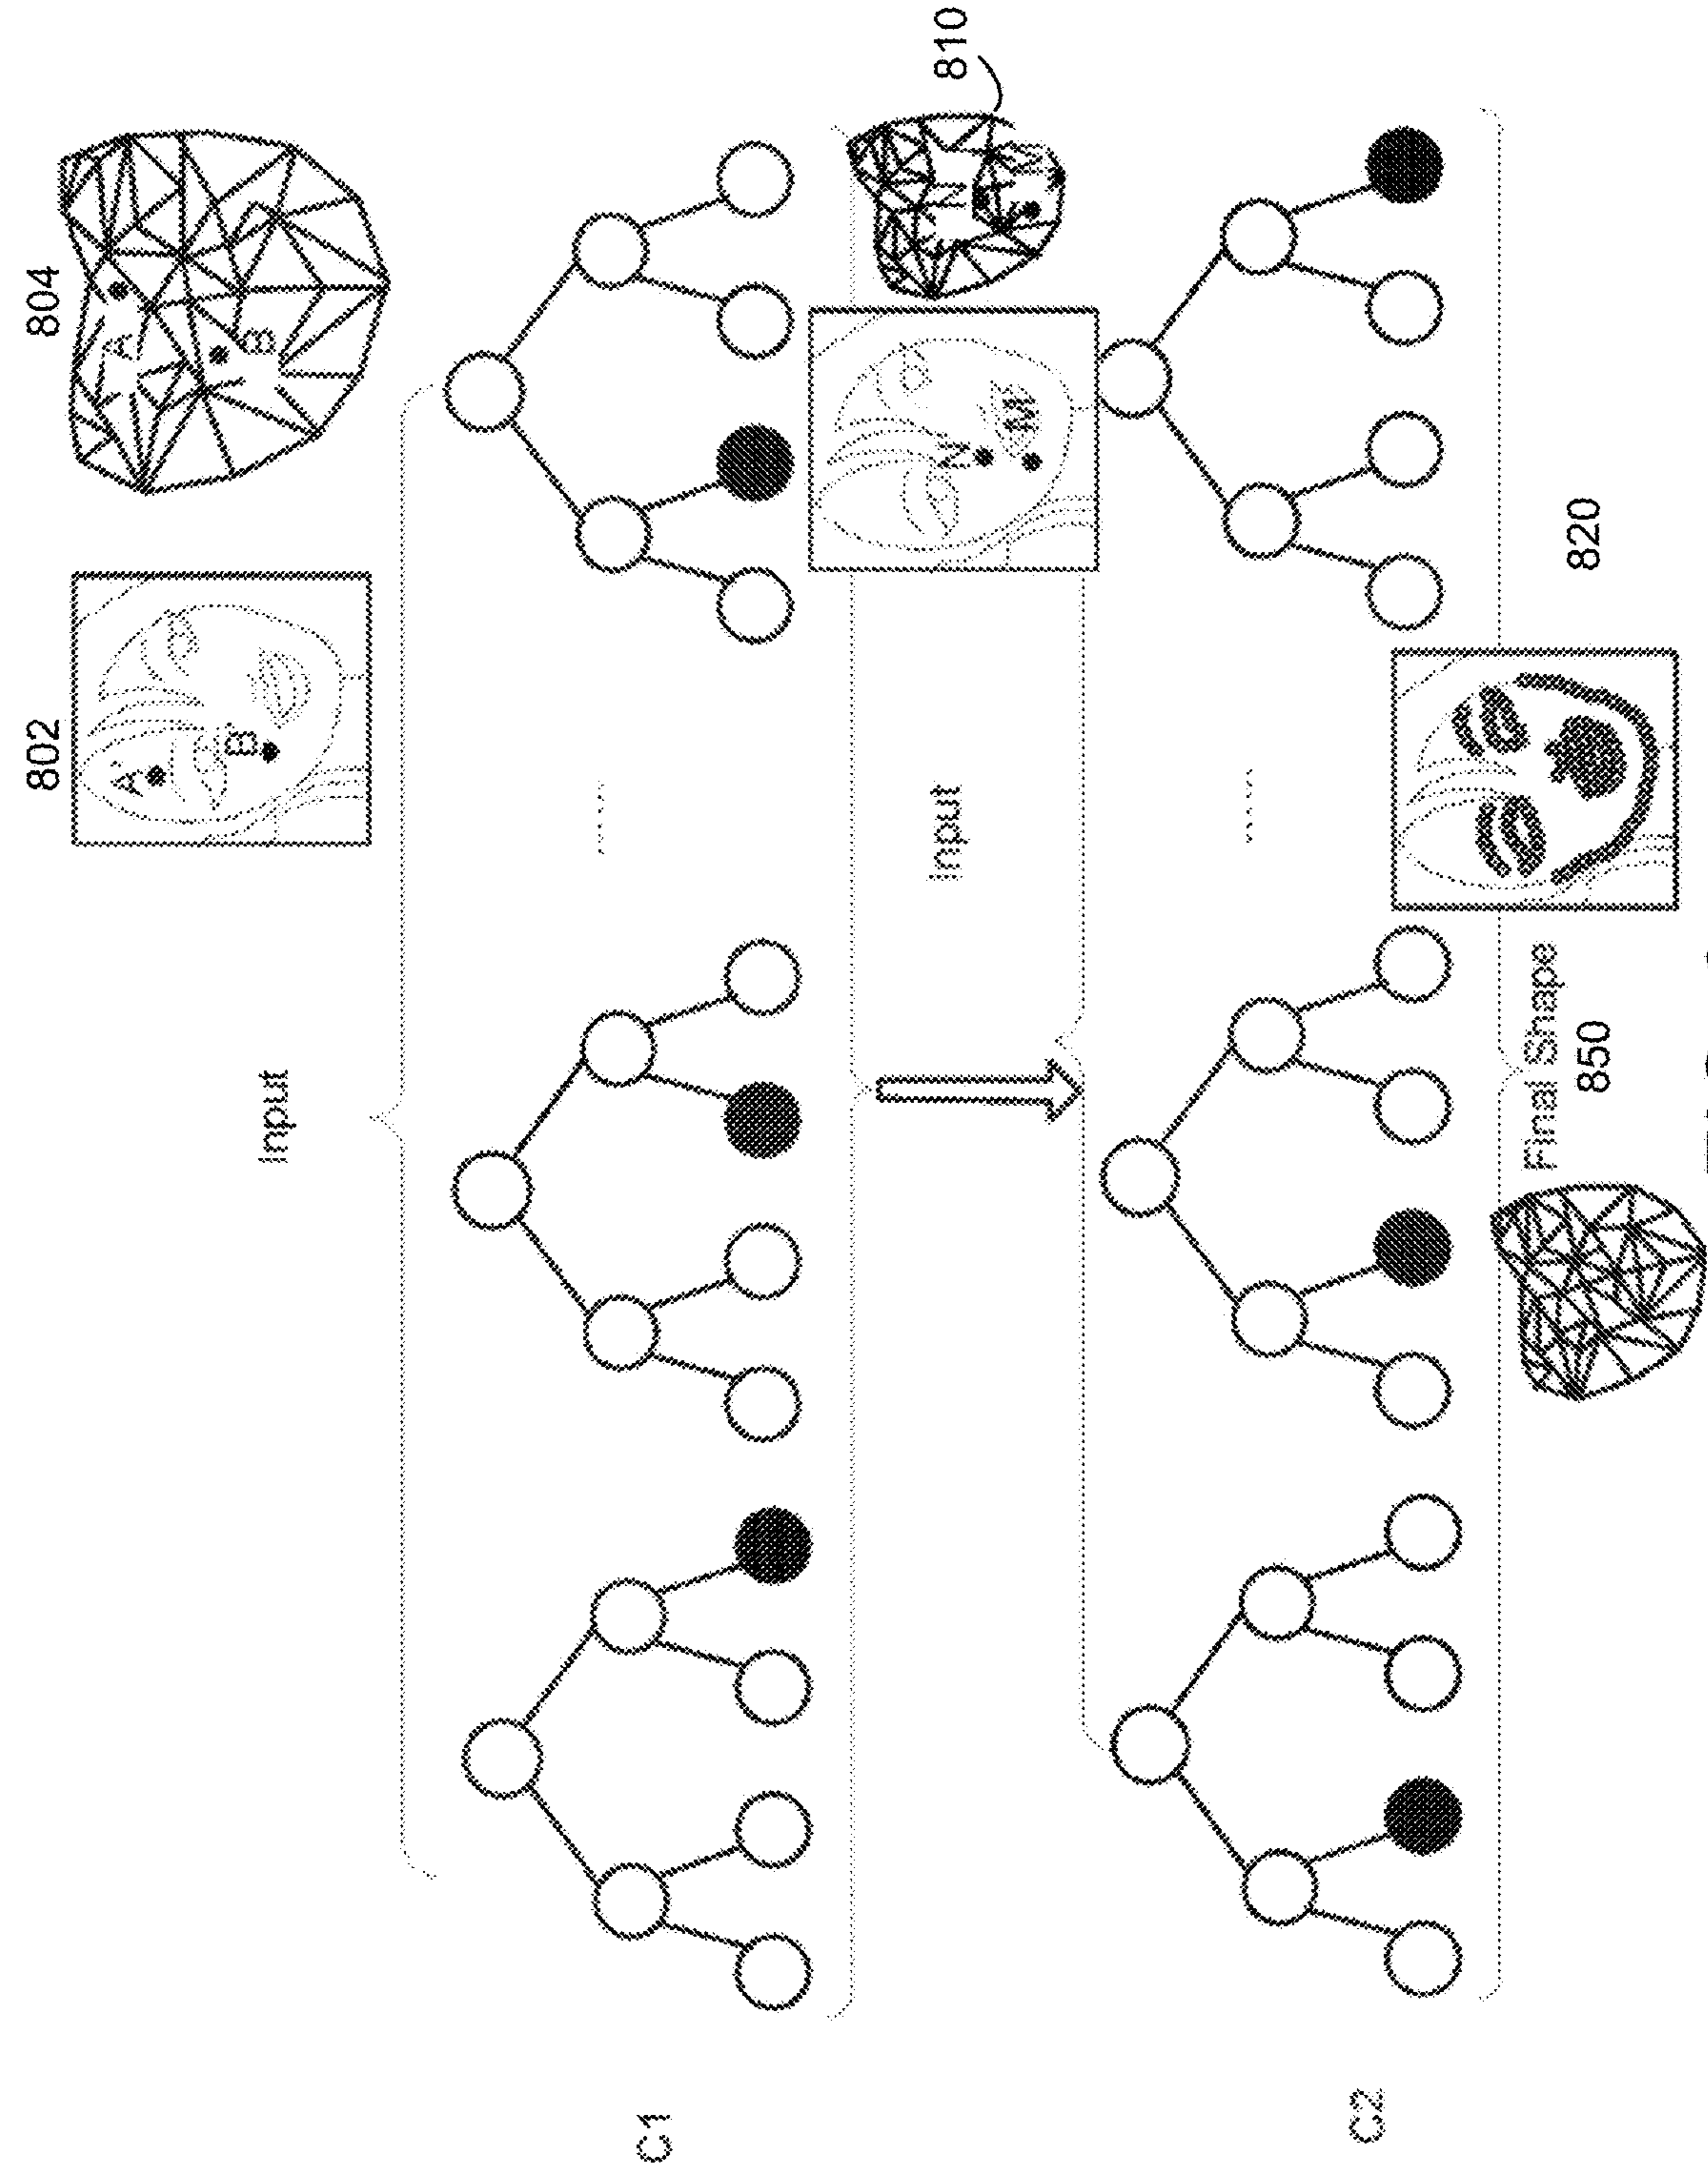 802
804
A'
B'
A
B
Input
C1
.....
810
N
M
Input
C2
.....
820
Final Shape
850